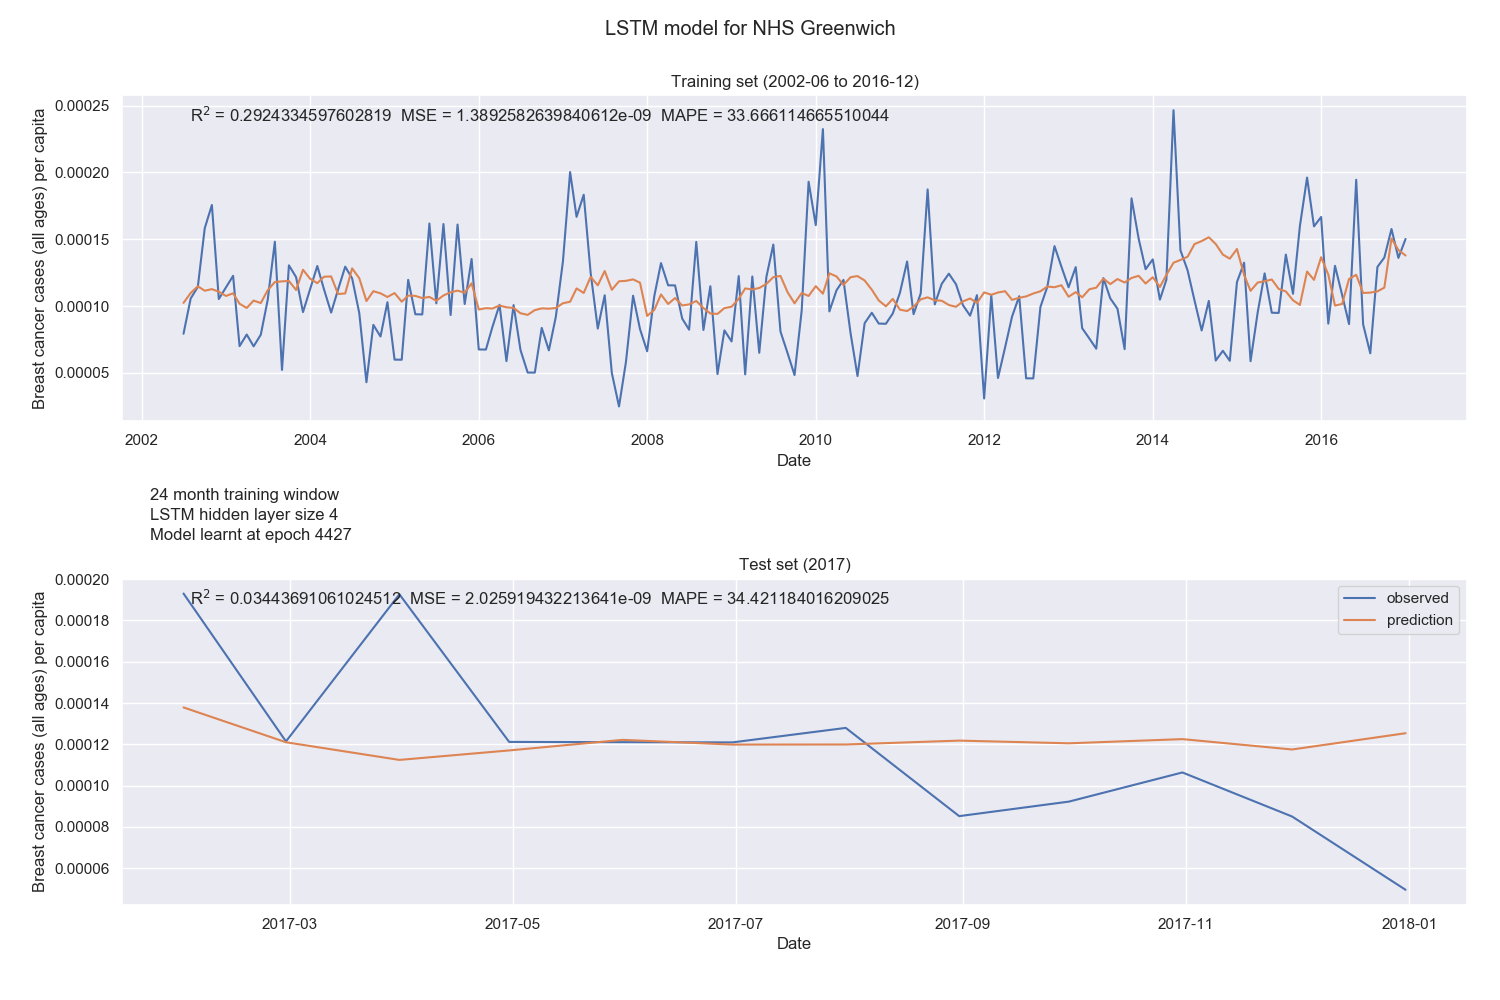 LSTM model for NHS Greenwich
Training set (2002-06 to 2016-12)
R² = 0.2924334597602819 MSE = 1.3892582639840612e-09 MAPE = 33.666114665510044
Breast cancer cases (all ages) per capita
0.00025
0.00020
0.00015
0.00010
0.00005
2002 2004 2006 2008 2010 2012 2014 2016
Date
24 month training window
LSTM hidden layer size 4
Model learnt at epoch 4427
Test set (2017)
R² = 0.03443691061024512 MSE = 2.025919432213641e-09 MAPE = 34.421184016209025
observed
prediction
Breast cancer cases (all ages) per capita
0.00020
0.00018
0.00016
0.00014
0.00012
0.00010
0.00008
0.00006
2017-03 2017-05 2017-07 2017-09 2017-11 2018-01
Date